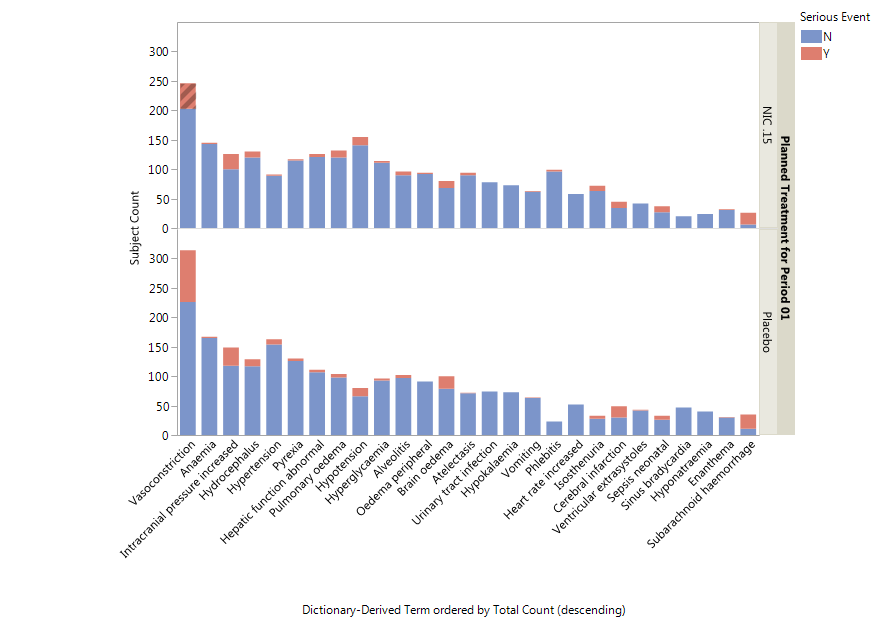 Serious Event
N
Y
Subject Count
300
250
200
150
100
50
0
300
250
200
150
100
50
0
NIC .15
Placebo
Planned Treatment for Period 01
Vasoconstriction
Anaemia
Intracranial pressure increased
Hydrocephalus
Hypertension
Pyrexia
Hepatic function abnormal
Pulmonary oedema
Hypotension
Hyperglycaemia
Alveolitis
Oedema peripheral
Brain oedema
Atelectasis
Urinary tract infection
Hypokalaemia
Vomiting
Phlebitis
Heart rate increased
Isosthenuria
Cerebral infarction
Ventricular extrasystoles
Sepsis neonatal
Sinus bradycardia
Hyponatraemia
Enanthema
Subarachnoid haemorrhage
Dictionary-Derived Term ordered by Total Count (descending)